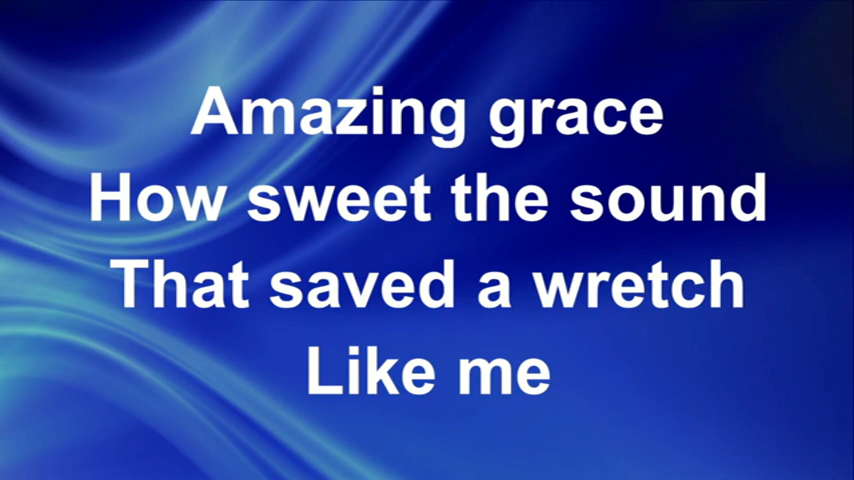 Amazing grace
How sweet the sound
That saved a wretch
Like me